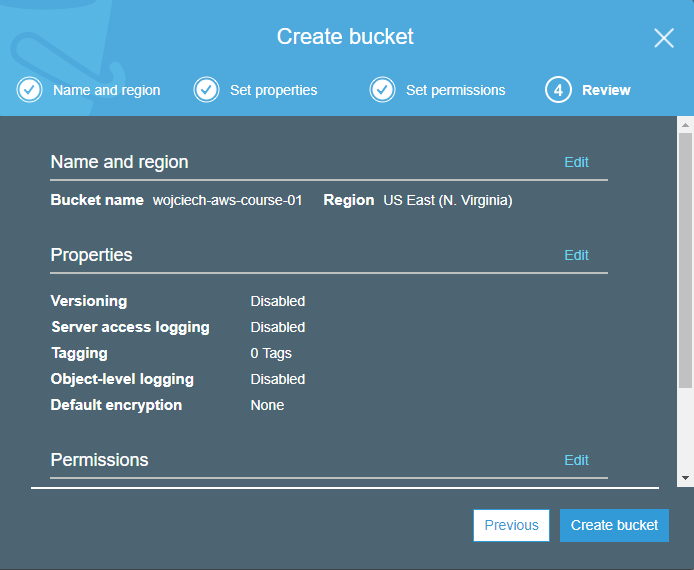 Create bucket
Name and region Set properties Set permissions 4 Review
Name and region Edit
Bucket name wojciech-aws-course-01 Region US East (N. Virginia)
Properties Edit
Versioning Disabled
Server access logging Disabled
Tagging 0 Tags
Object-level logging Disabled
Default encryption None
Permissions Edit
Previous Create bucket